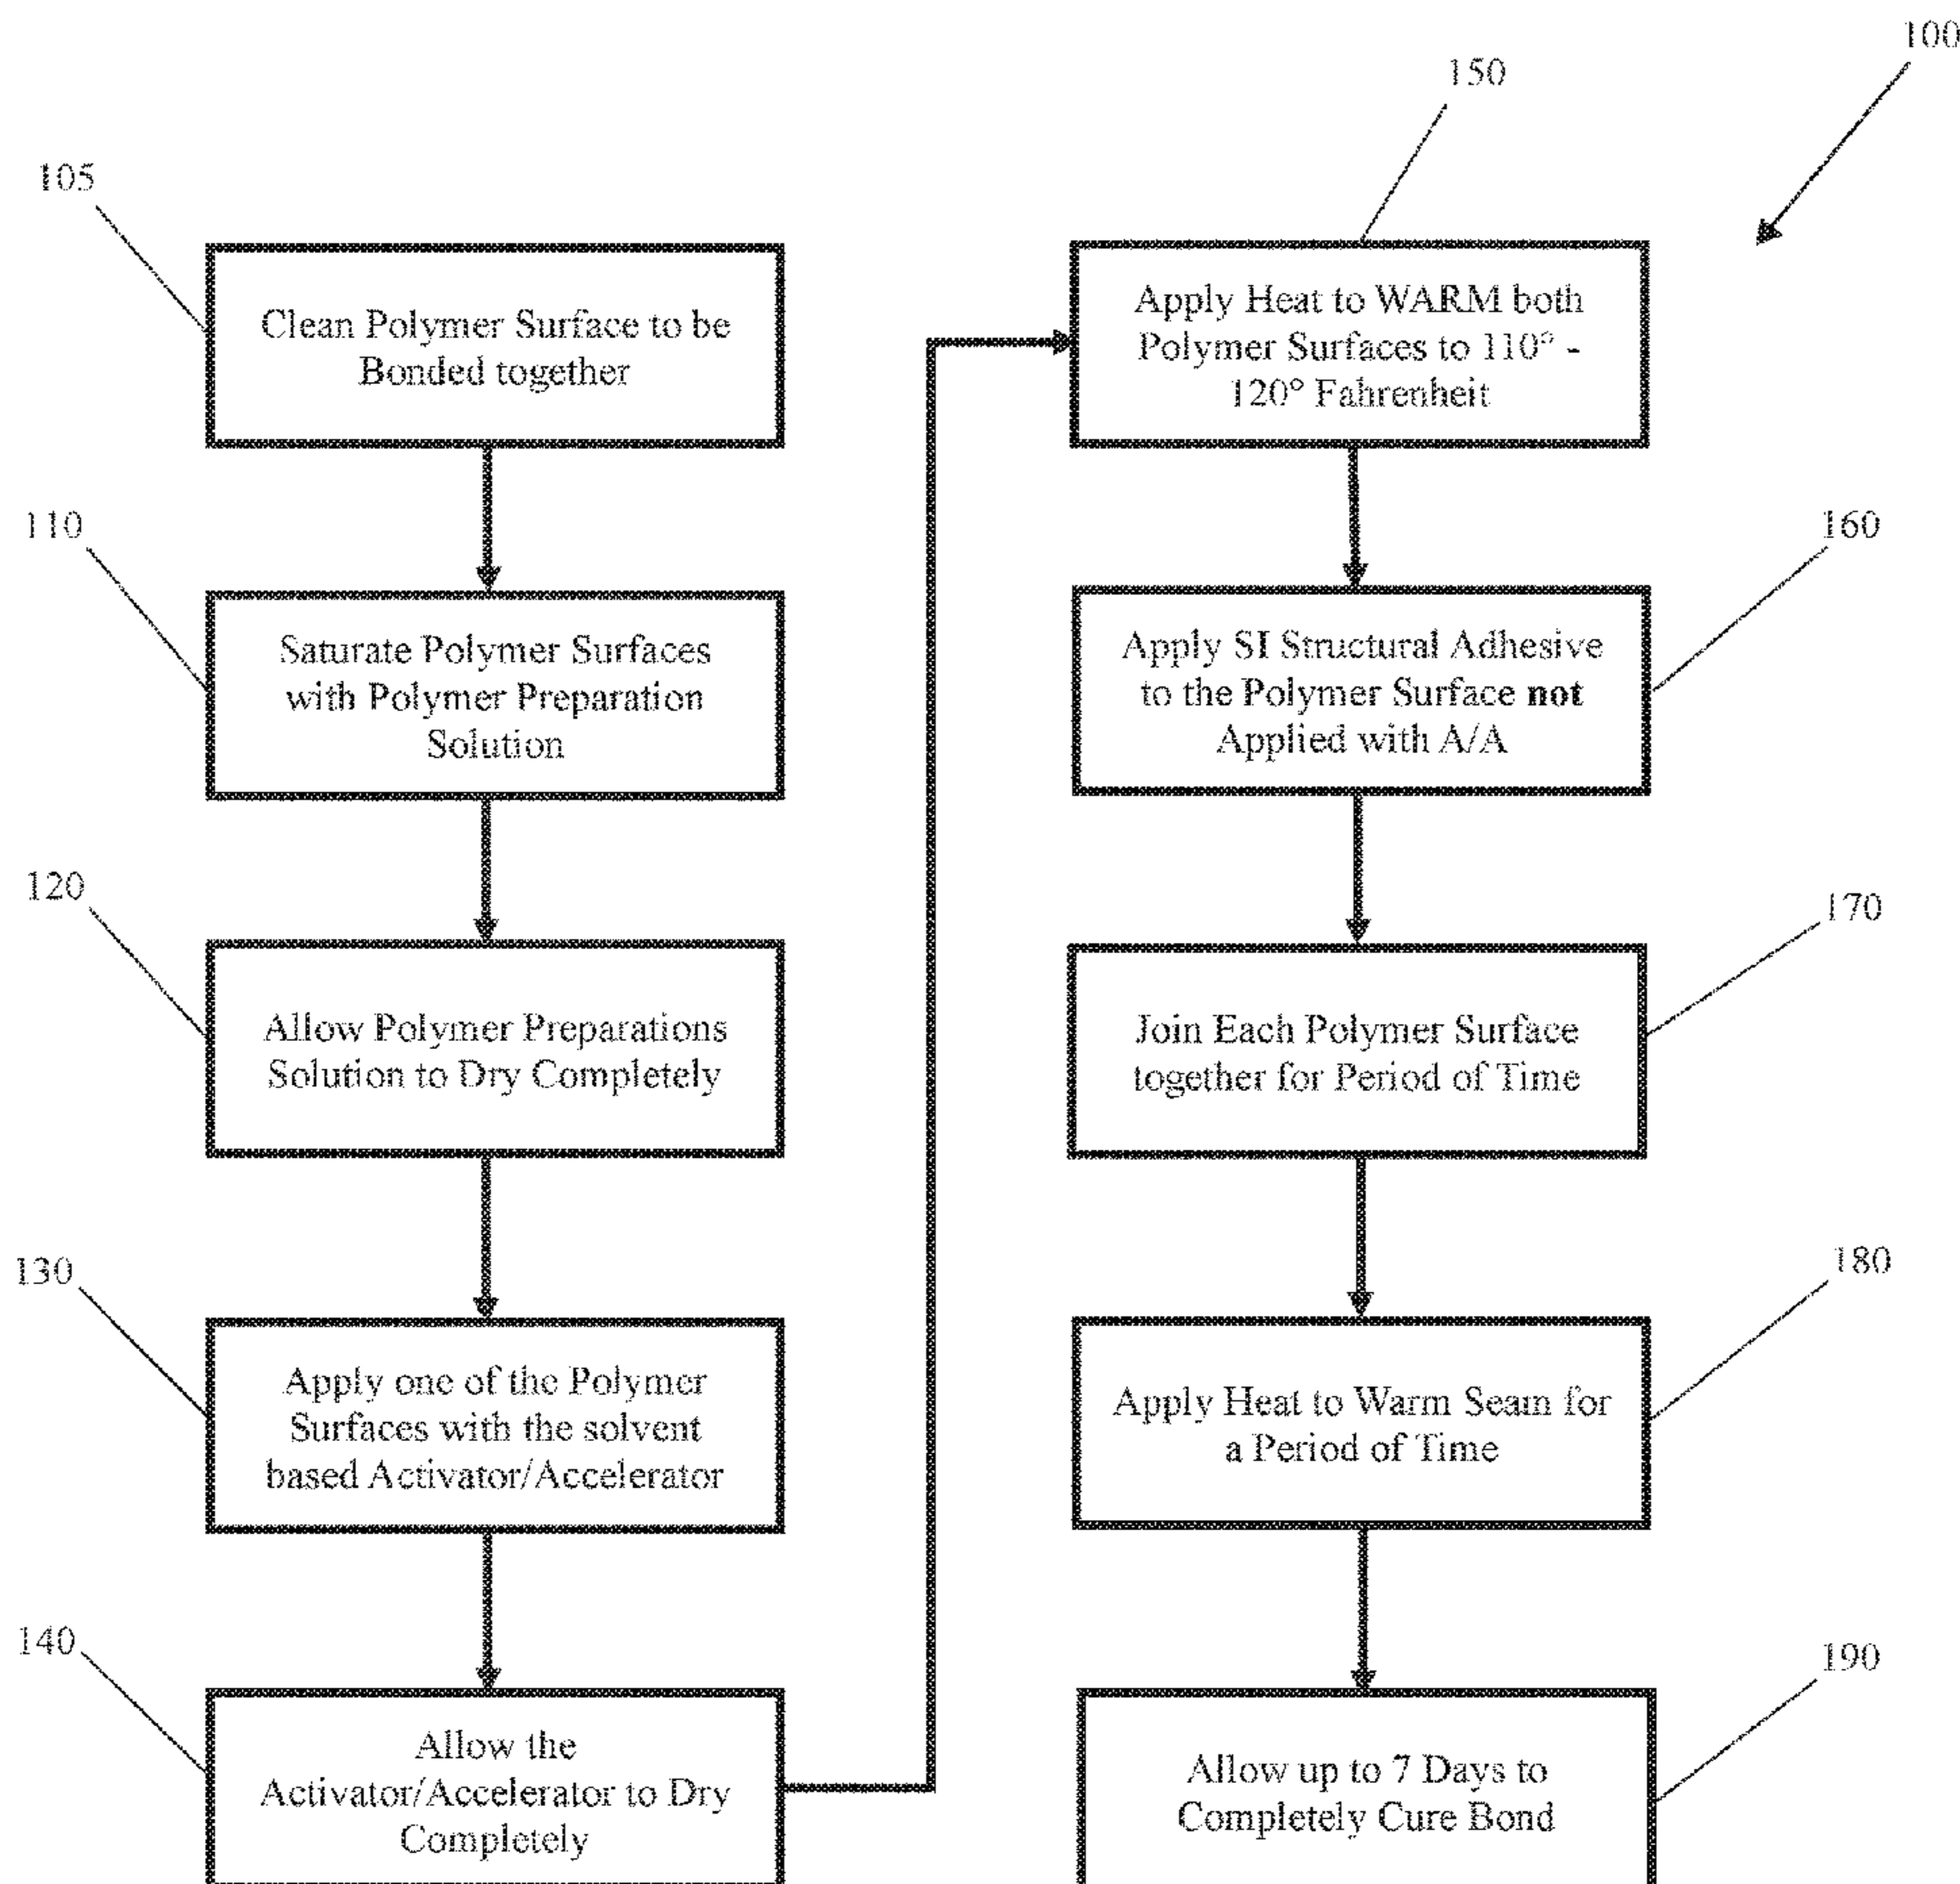 100
150
105
Clean Polymer Surface to be
Bonded together
110
Saturate Polymer Surfaces
with Polymer Preparation
Solution
120
Allow Polymer Preparations
Solution to Dry Completely
130
Apply one of the Polymer
Surfaces with the solvent
based Activator/Accelerator
140
Allow the
Activator/Accelerator to Dry
Completely
Apply Heat to WARM both
Polymer Surfaces to 110° -
120° Fahrenheit
160
Apply SI Structural Adhesive
to the Polymer Surface not
Applied with A/A
170
Join Each Polymer Surface
together for Period of Time
180
Apply Heat to Warm Seam for
a Period of Time
190
Allow up to 7 Days to
Completely Cure Bond